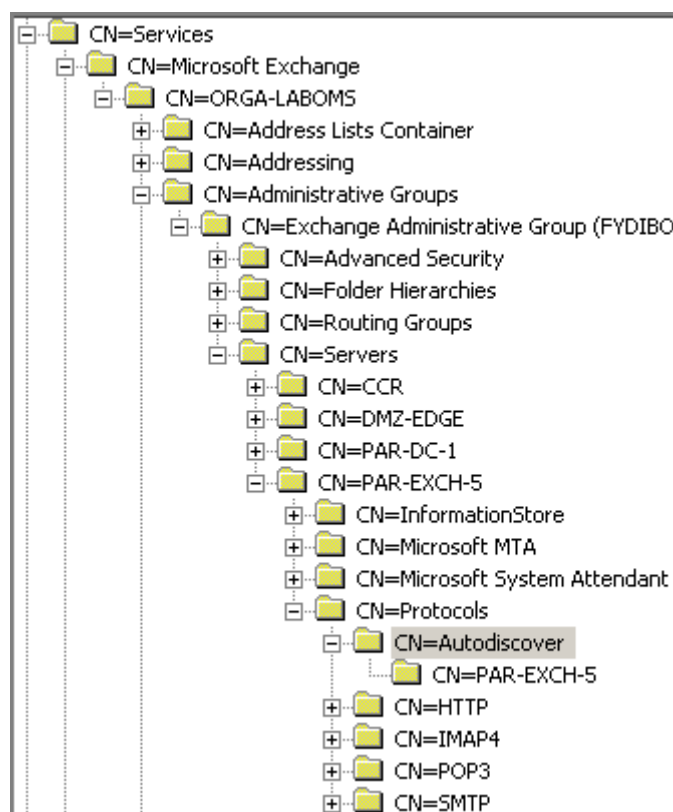 CN=Services
CN=Microsoft Exchange
CN=ORGA-LABOMS
CN=Address Lists Container
CN=Addressing
CN=Administrative Groups
CN=Exchange Administrative Group (FYDIBO
CN=Advanced Security
CN=Folder Hierarchies
CN=Routing Groups
CN=Servers
CN=CCR
CN=DMZ-EDGE
CN=PAR-DC-1
CN=PAR-EXCH-5
CN=InformationStore
CN=Microsoft MTA
CN=Microsoft System Attendant
CN=Protocols
CN=Autodiscover
CN=PAR-EXCH-5
CN=HTTP
CN=IMAP4
CN=POP3
CN=SMTP